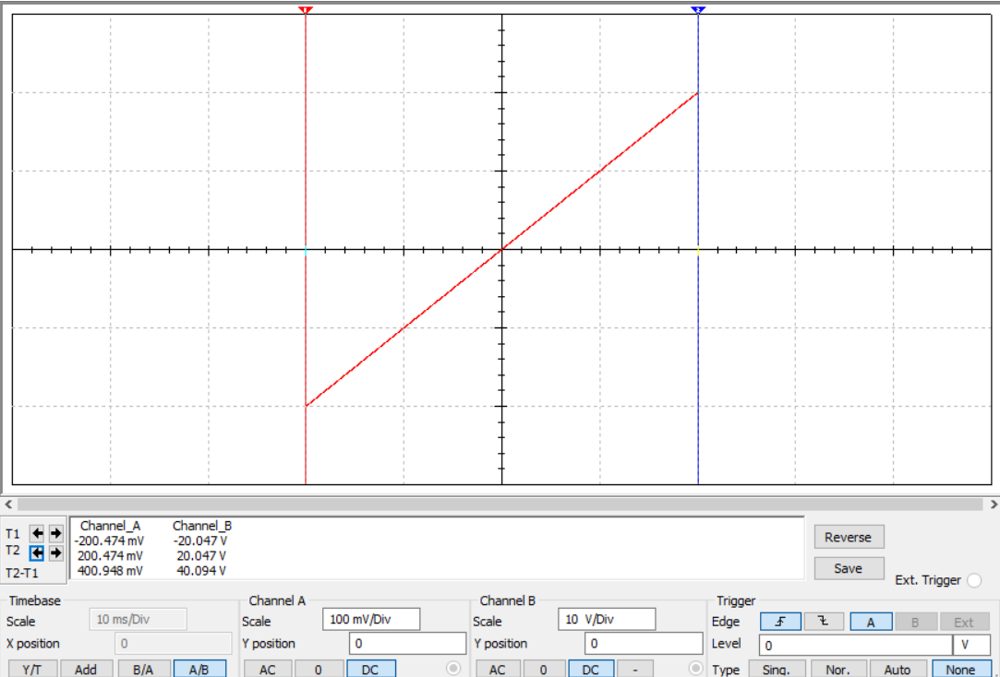 1 2
Channel_A Channel_B
T1 -200.474 mV -20.047 V
T2 200.474 mV 20.047 V
T2-T1 400.948 mV 40.094 V
Reverse
Save
Ext. Trigger
Timebase Channel A Channel B Trigger
Scale 10 ms/Div Scale 100 mV/Div Scale 10 V/Div Edge A B Ext
X position 0 Y position 0 Y position 0 Level 0 V
Y/T Add B/A A/B AC 0 DC AC 0 DC - Type Sing. Nor. Auto None